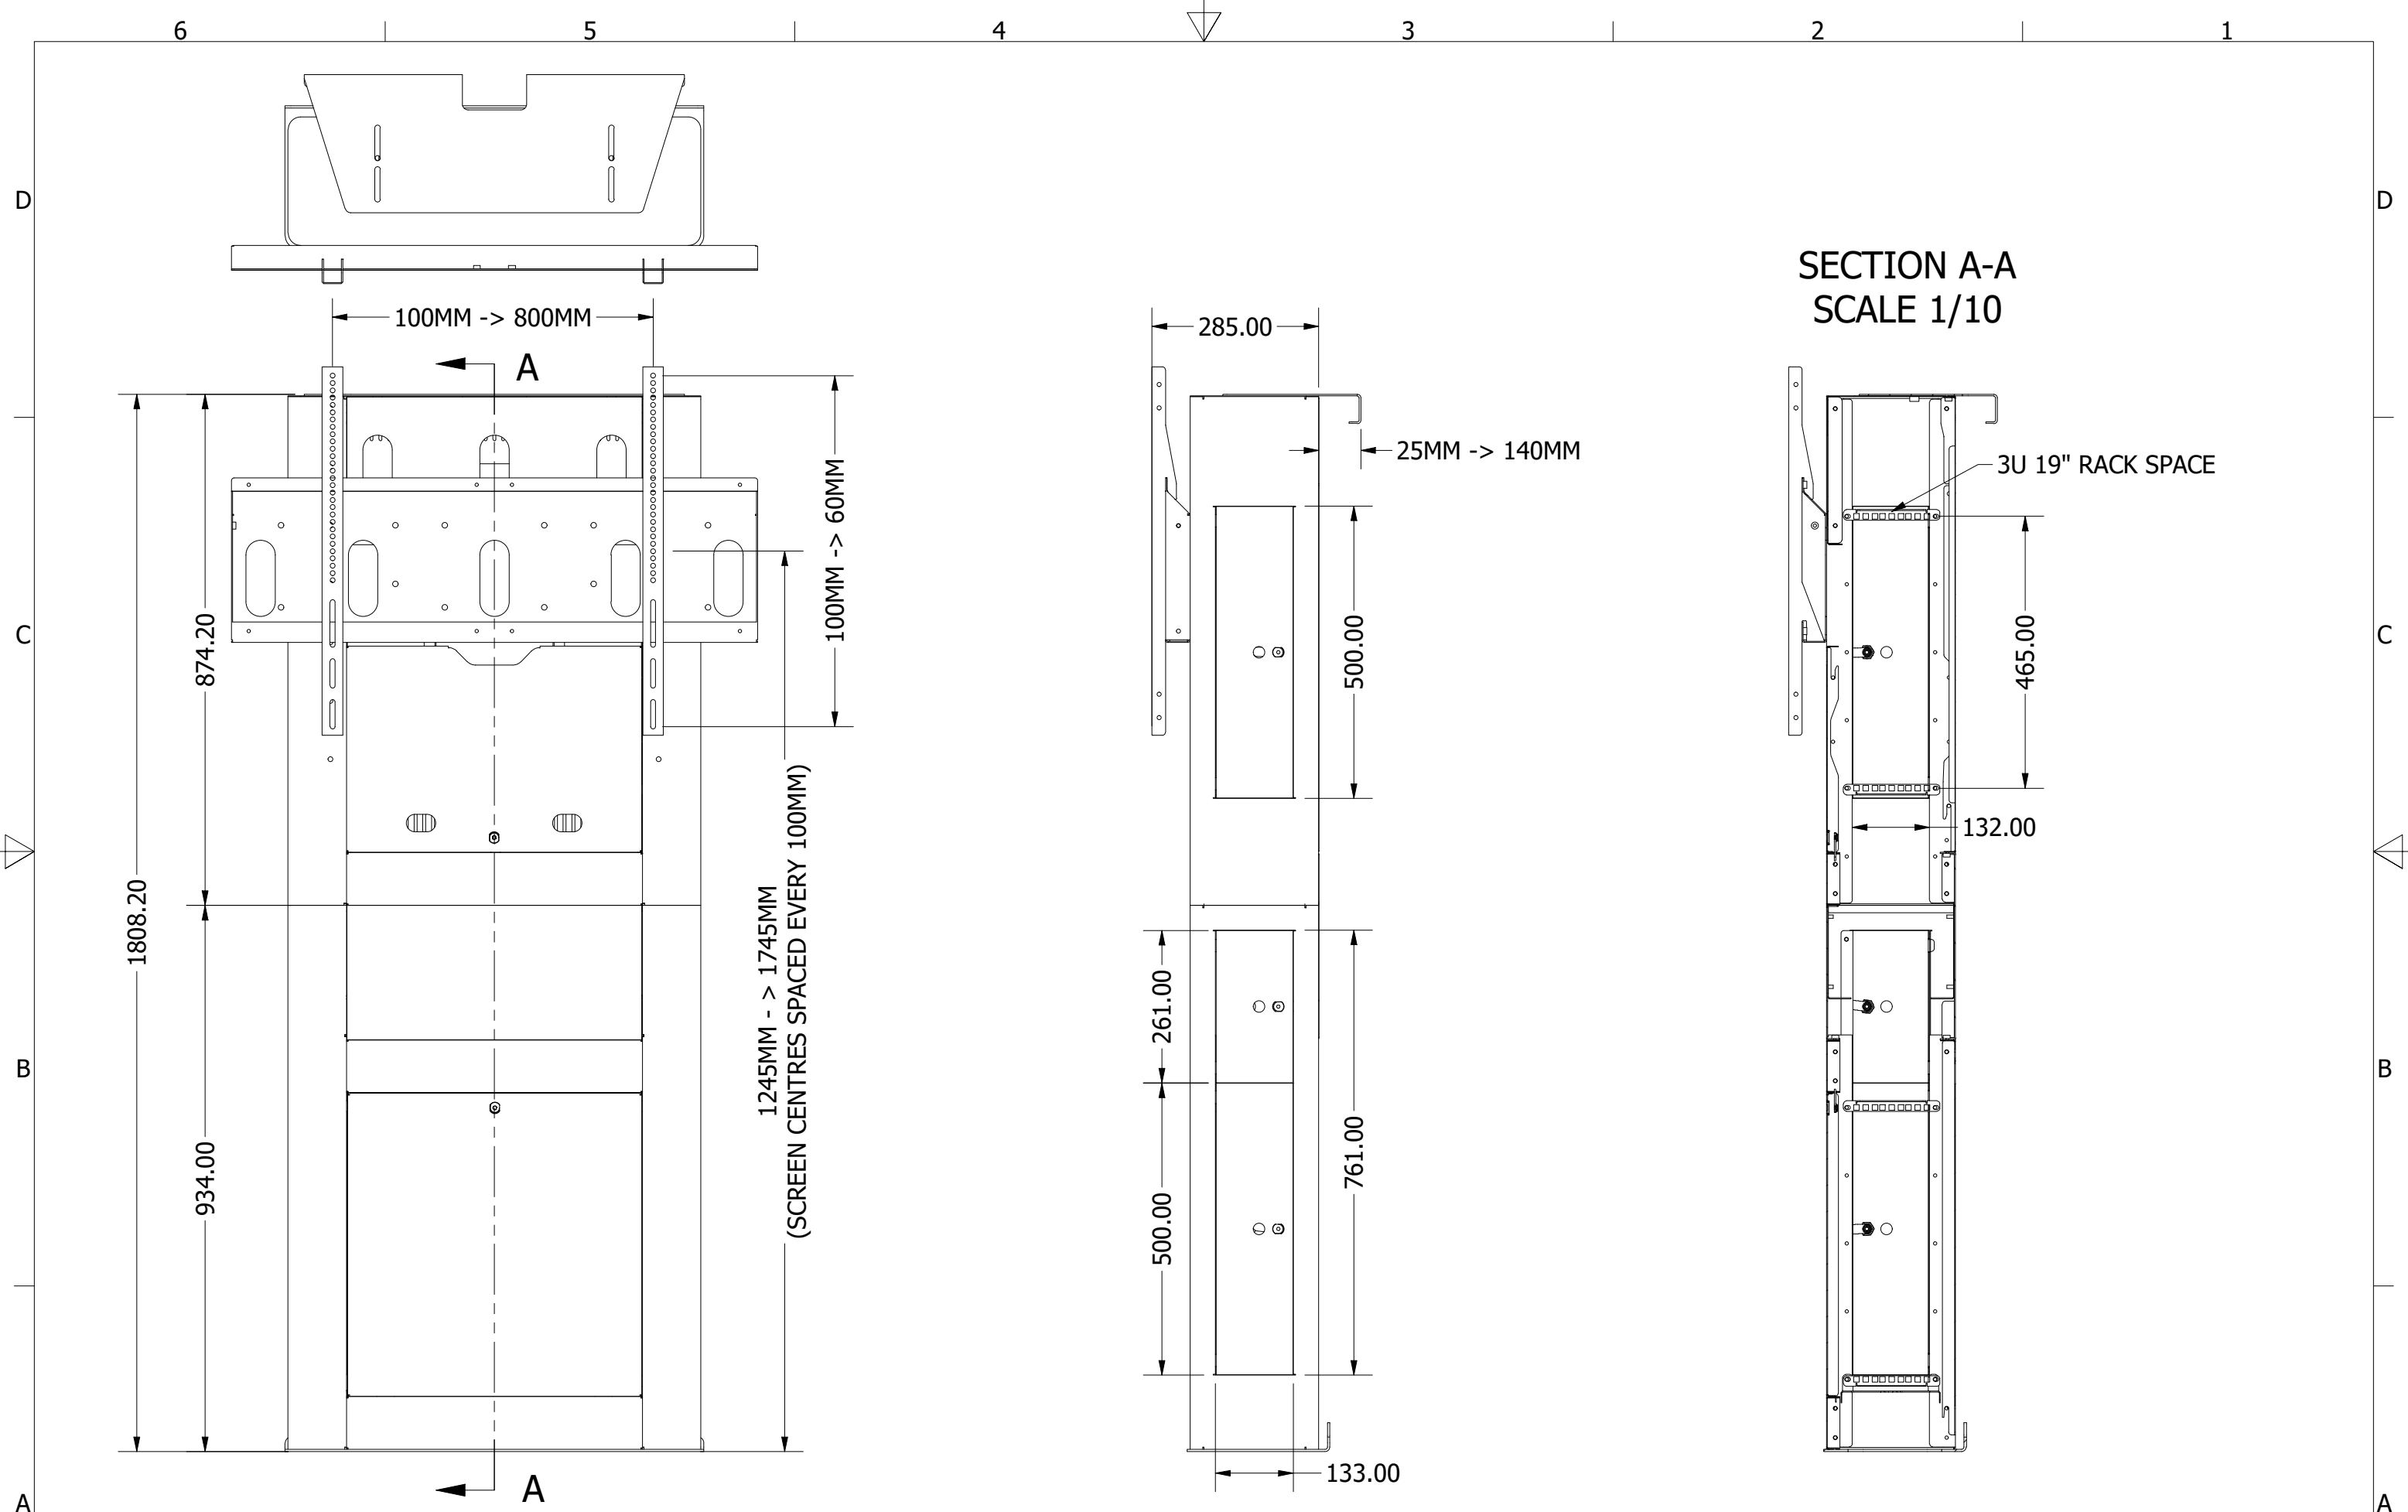 6 5 4 3 2 1
D D
SECTION A-A
SCALE 1/10
100MM -> 800MM
285.00
A
25MM -> 140MM
3U 19" RACK SPACE
100MM -> 60MM
C C
874.20
500.00
465.00
132.00
1808.20
1245MM - > 1745MM
(SCREEN CENTRES SPACED EVERY 100MM)
261.00
B B
934.00
761.00
500.00
133.00
A
A A